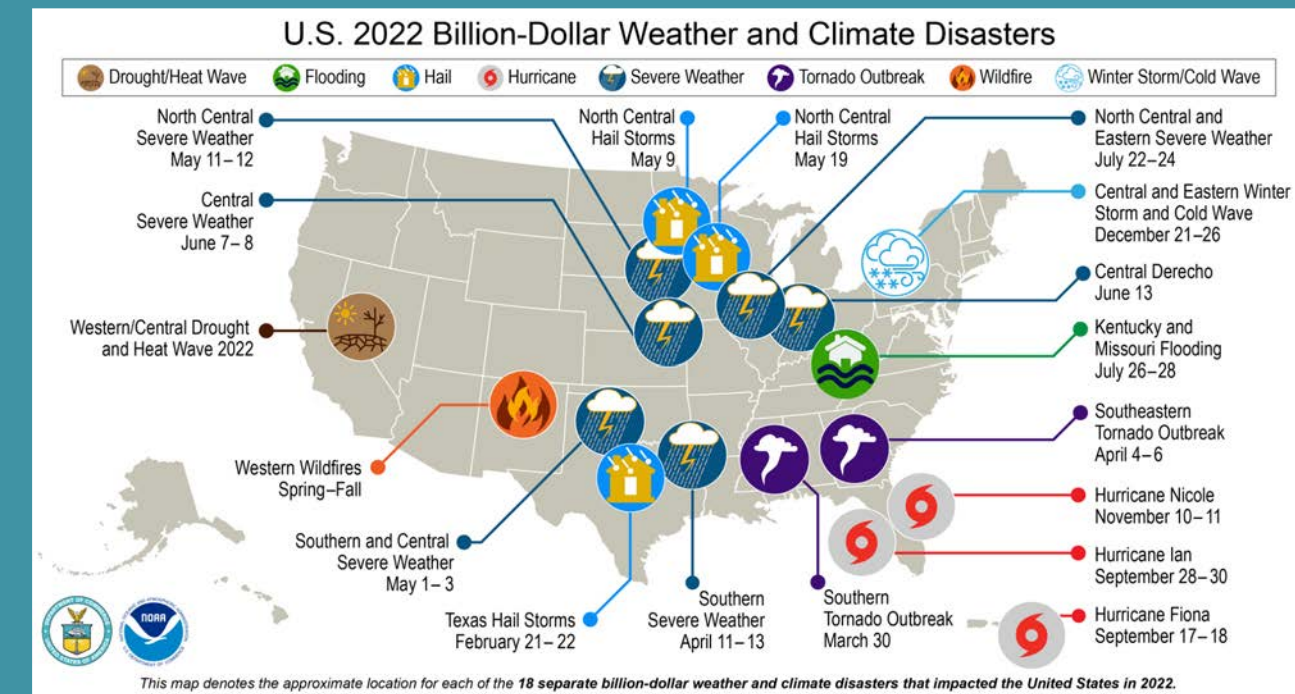 U.S. 2022 Billion-Dollar Weather and Climate Disasters
Drought/Heat Wave Flooding Hail Hurricane Severe Weather Tornado Outbreak Wildfire Winter Storm/Cold Wave
North Central
Severe Weather
May 11–12
North Central
Hail Storms
May 9
North Central
Hail Storms
May 19
North Central and
Eastern Severe Weather
July 22–24
Central
Severe Weather
June 7–8
Central and Eastern Winter
Storm and Cold Wave
December 21–26
Central Derecho
June 13
Western/Central Drought
and Heat Wave 2022
Kentucky and
Missouri Flooding
July 26–28
Southeastern
Tornado Outbreak
April 4–6
Western Wildfires
Spring–Fall
Hurricane Nicole
November 10–11
Southern and Central
Severe Weather
May 1–3
Hurricane Ian
September 28–30
Texas Hail Storms
February 21–22
Southern
Severe Weather
April 11–13
Southern
Tornado Outbreak
March 30
Hurricane Fiona
September 17–18
NOAA
This map denotes the approximate location for each of the 18 separate billion-dollar weather and climate disasters that impacted the United States in 2022.